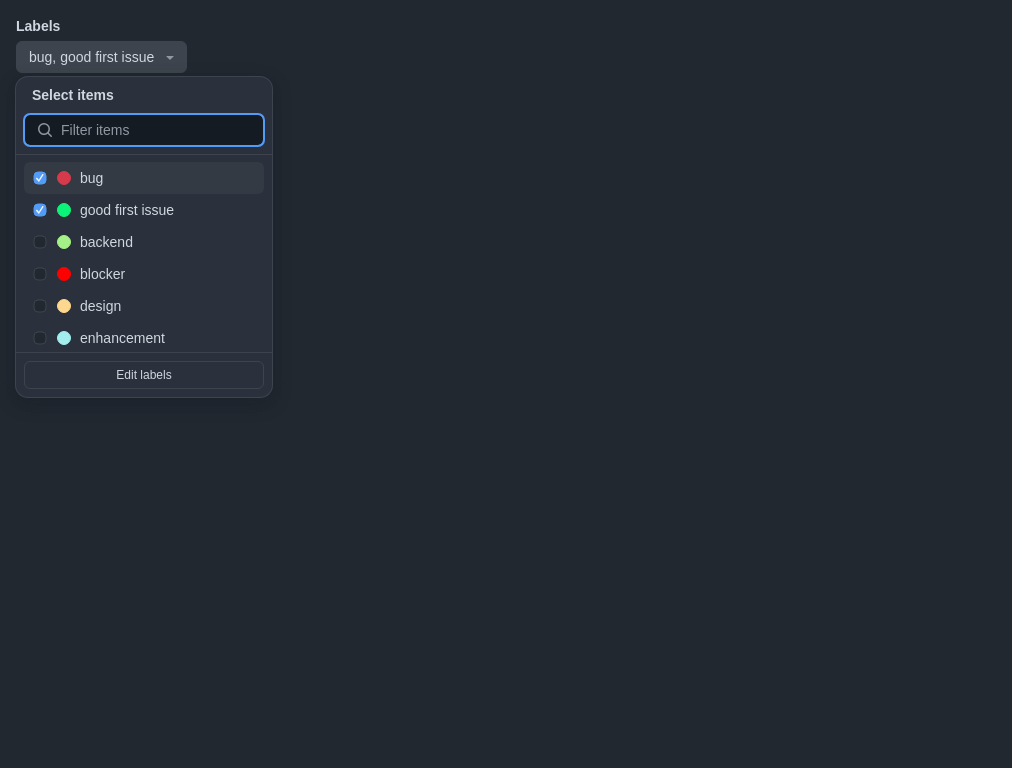 Labels
bug, good first issue
Select items
Filter items
bug
good first issue
backend
blocker
design
enhancement
Edit labels